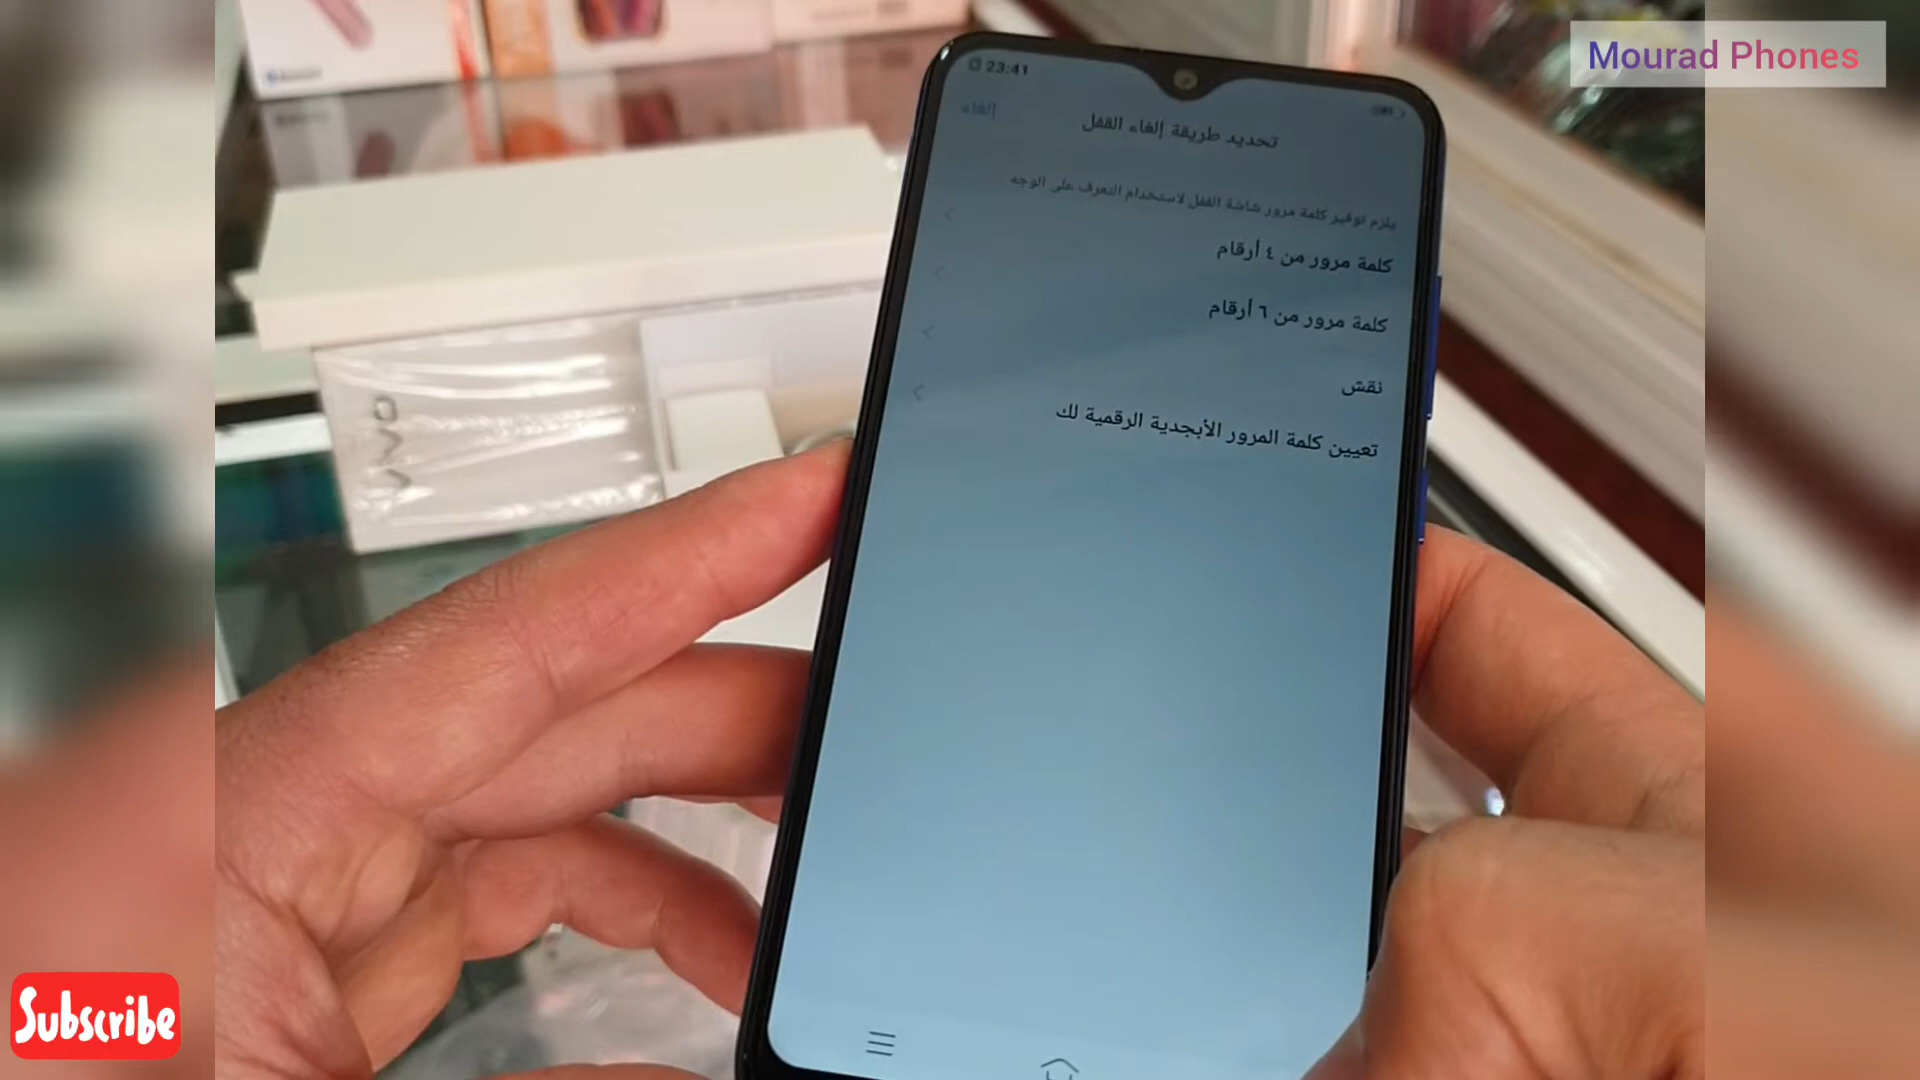 Mourad Phones
23:41
إلغاء
تحديد طريقة إلغاء القفل
يلزم توفير كلمة مرور شاشة القفل لاستخدام التعرف على الوجه
كلمة مرور من ٤ أرقام
كلمة مرور من ٦ أرقام
نقش
تعيين كلمة المرور الأبجدية الرقمية لك
vivo
Subscribe